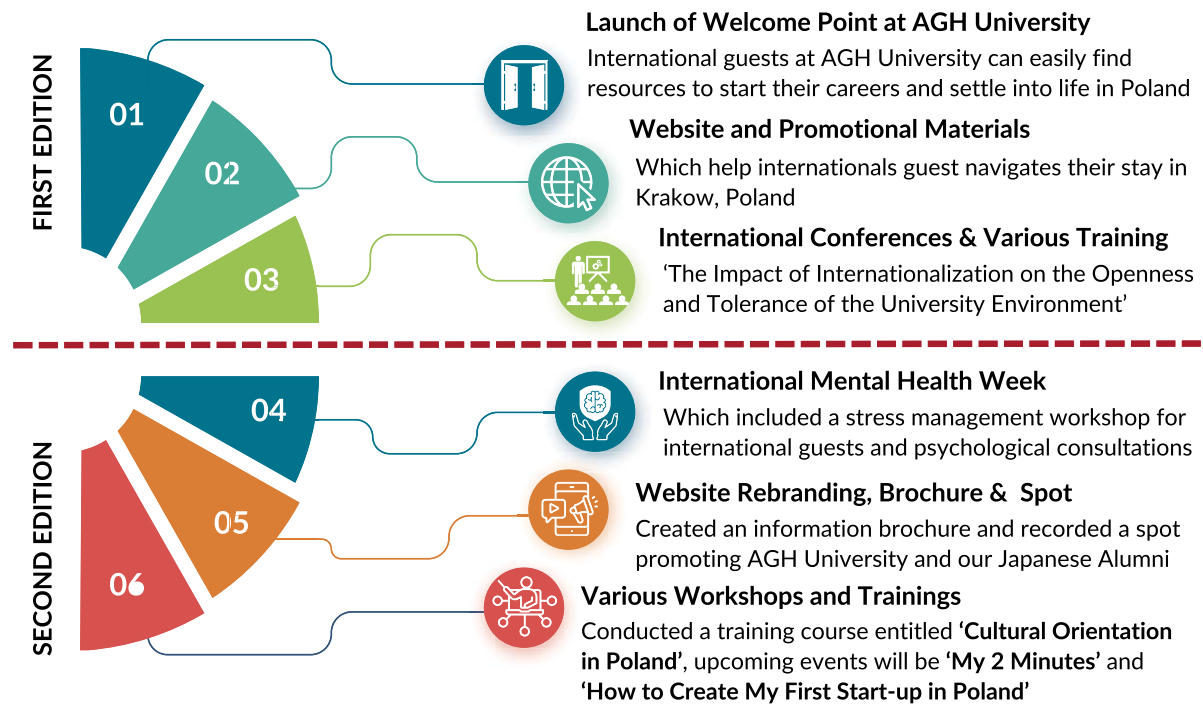 FIRST EDITION
01
Launch of Welcome Point at AGH University
International guests at AGH University can easily find
resources to start their careers and settle into life in Poland
02
Website and Promotional Materials
Which help internationals guest navigates their stay in
Krakow, Poland
03
International Conferences & Various Training
‘The Impact of Internationalization on the Openness
and Tolerance of the University Environment’
SECOND EDITION
04
International Mental Health Week
Which included a stress management workshop for
international guests and psychological consultations
05
Website Rebranding, Brochure & Spot
Created an information brochure and recorded a spot
promoting AGH University and our Japanese Alumni
06
Various Workshops and Trainings
Conducted a training course entitled ‘Cultural Orientation
in Poland’, upcoming events will be ‘My 2 Minutes’ and
‘How to Create My First Start-up in Poland’